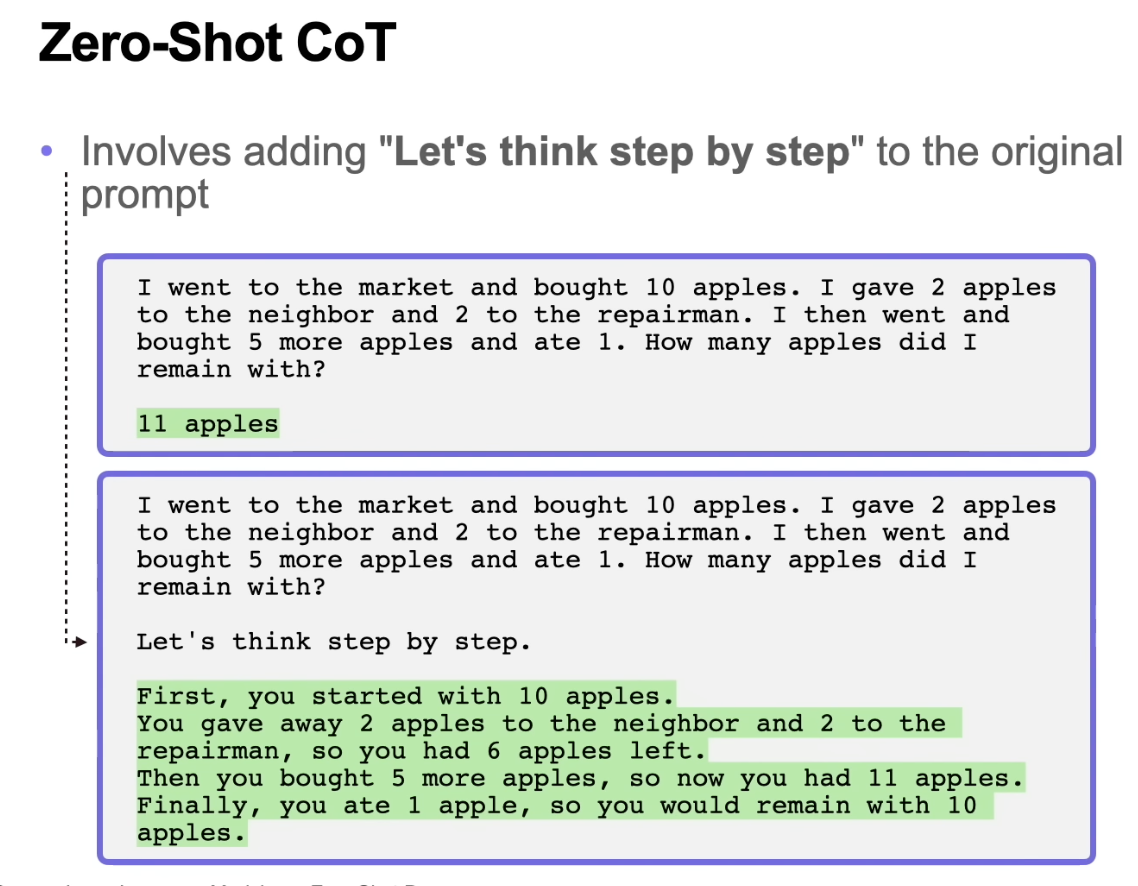 Zero-Shot CoT
• Involves adding "Let's think step by step" to the original
prompt
I went to the market and bought 10 apples. I gave 2 apples
to the neighbor and 2 to the repairman. I then went and
bought 5 more apples and ate 1. How many apples did I
remain with?
11 apples
I went to the market and bought 10 apples. I gave 2 apples
to the neighbor and 2 to the repairman. I then went and
bought 5 more apples and ate 1. How many apples did I
remain with?
Let's think step by step.
First, you started with 10 apples.
You gave away 2 apples to the neighbor and 2 to the
repairman, so you had 6 apples left.
Then you bought 5 more apples, so now you had 11 apples.
Finally, you ate 1 apple, so you would remain with 10
apples.